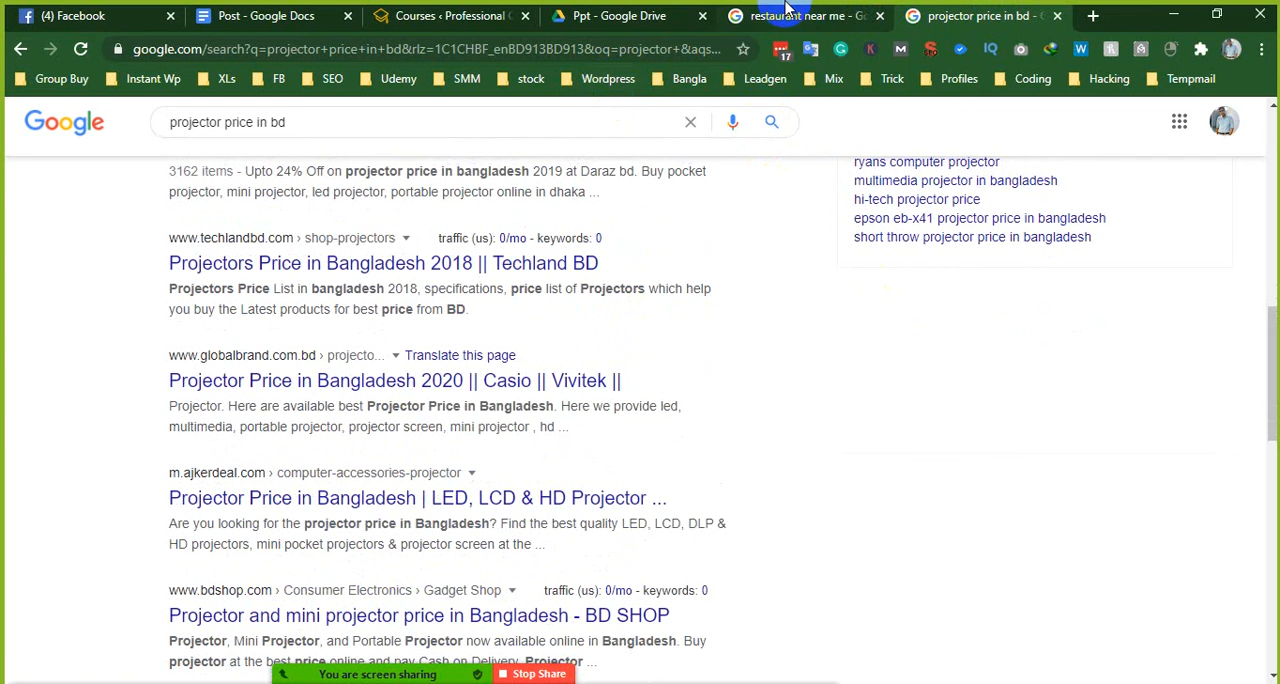 (4) Facebook
Post - Google Docs
Courses ‹ Professional C
Ppt - Google Drive
restaurant near me - Go
projector price in bd - G
google.com/search?q=projector+price+in+bd&rlz=1C1CHBF_enBD913BD913&oq=projector+&aqs...
17
Group Buy
Instant Wp
XLs
FB
SEO
Udemy
SMM
stock
Wordpress
Bangla
Leadgen
Mix
Trick
Profiles
Coding
Hacking
Tempmail
Google
projector price in bd
3162 items - Upto 24% Off on projector price in bangladesh 2019 at Daraz bd. Buy pocket
projector, mini projector, led projector, portable projector online in dhaka ...
www.techlandbd.com › shop-projectors
traffic (us): 0/mo - keywords: 0
Projectors Price in Bangladesh 2018 || Techland BD
Projectors Price List in bangladesh 2018, specifications, price list of Projectors which help
you buy the Latest products for best price from BD.
www.globalbrand.com.bd › projecto...
Translate this page
Projector Price in Bangladesh 2020 || Casio || Vivitek ||
Projector. Here are available best Projector Price in Bangladesh. Here we provide led,
multimedia, portable projector, projector screen, mini projector , hd ...
m.ajkerdeal.com › computer-accessories-projector
Projector Price in Bangladesh | LED, LCD & HD Projector ...
Are you looking for the projector price in Bangladesh? Find the best quality LED, LCD, DLP &
HD projectors, mini pocket projectors & projector screen at the ...
www.bdshop.com › Consumer Electronics › Gadget Shop
traffic (us): 0/mo - keywords: 0
Projector and mini projector price in Bangladesh - BD SHOP
Projector, Mini Projector, and Portable Projector now available online in Bangladesh. Buy
projector at the best price online and pay Cash on Delivery. Projector ...
ryans computer projector
multimedia projector in bangladesh
hi-tech projector price
epson eb-x41 projector price in bangladesh
short throw projector price in bangladesh
You are screen sharing
Stop Share